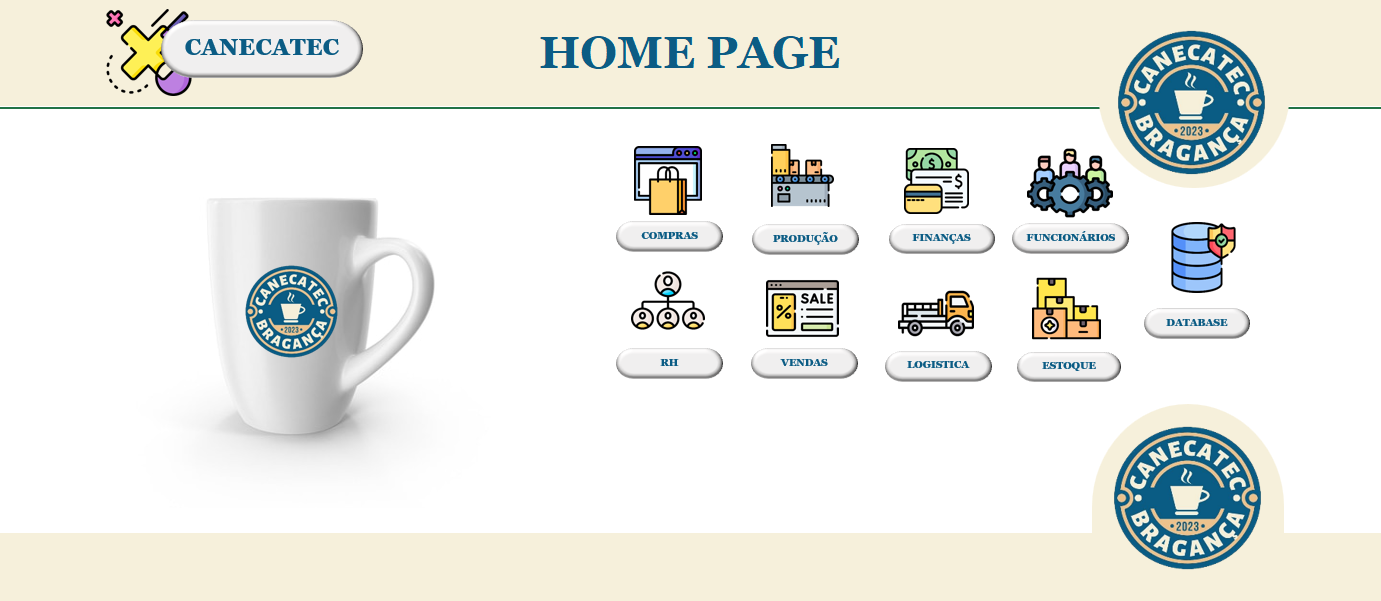 CANECATEC
HOME PAGE
CANECATEC
•2023•
BRAGANÇA
COMPRAS
PRODUÇÃO
FINANÇAS
FUNCIONÁRIOS
CANECATEC
•2023•
BRAGANÇA
SALE
DATABASE
RH
VENDAS
LOGISTICA
ESTOQUE
CANECATEC
•2023•
BRAGANÇA